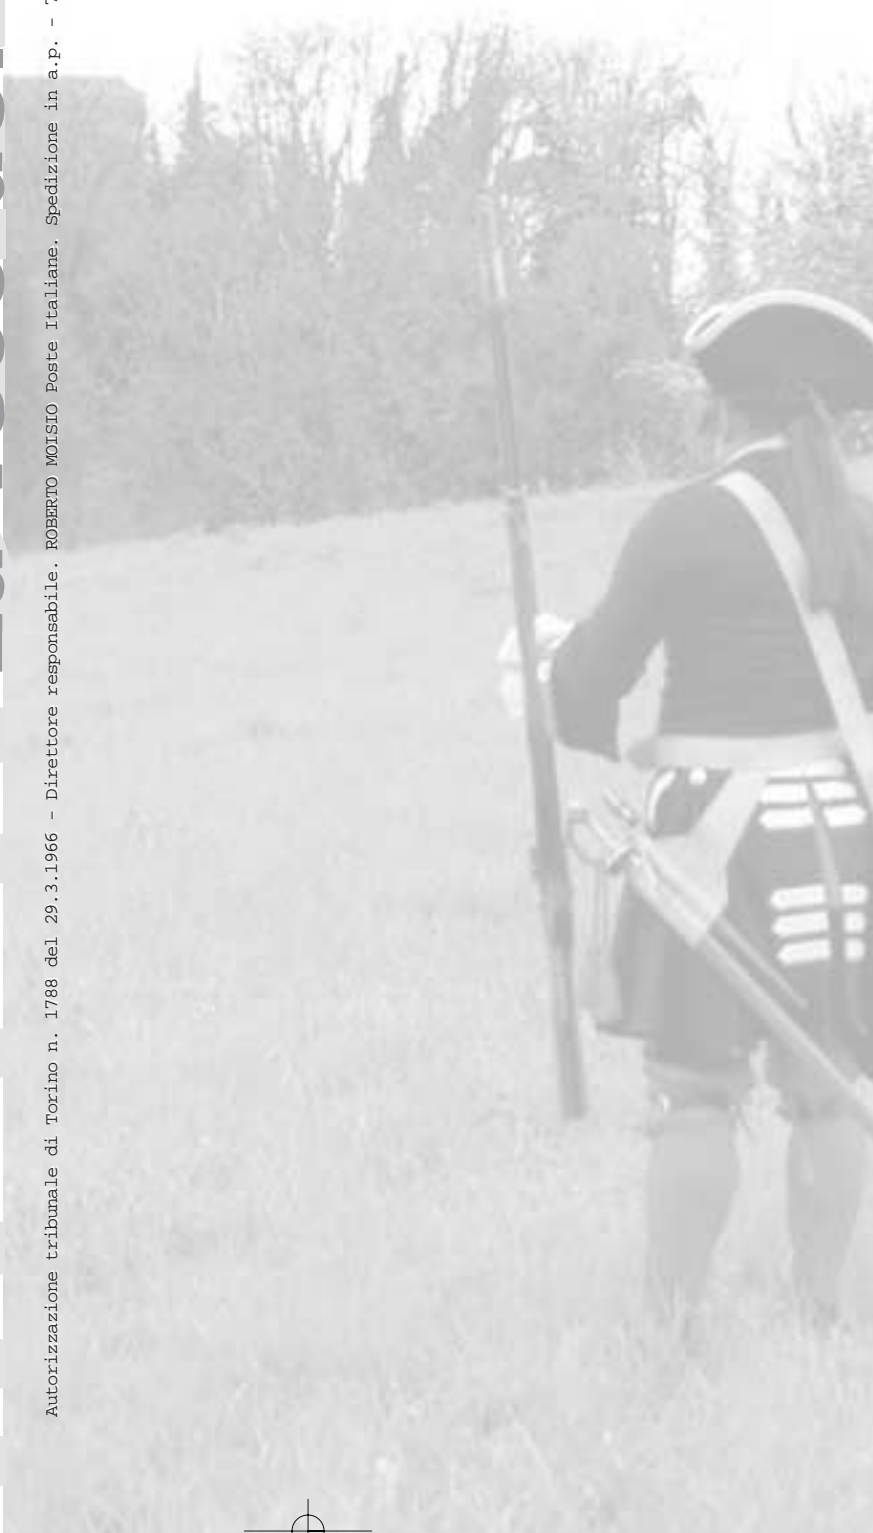 Autorizzazione tribunale di Torino n. 1788 del 29.3.1966 - Direttore responsabile. ROBERTO MOISIO Poste Italiane. Spedizione in a.p. -